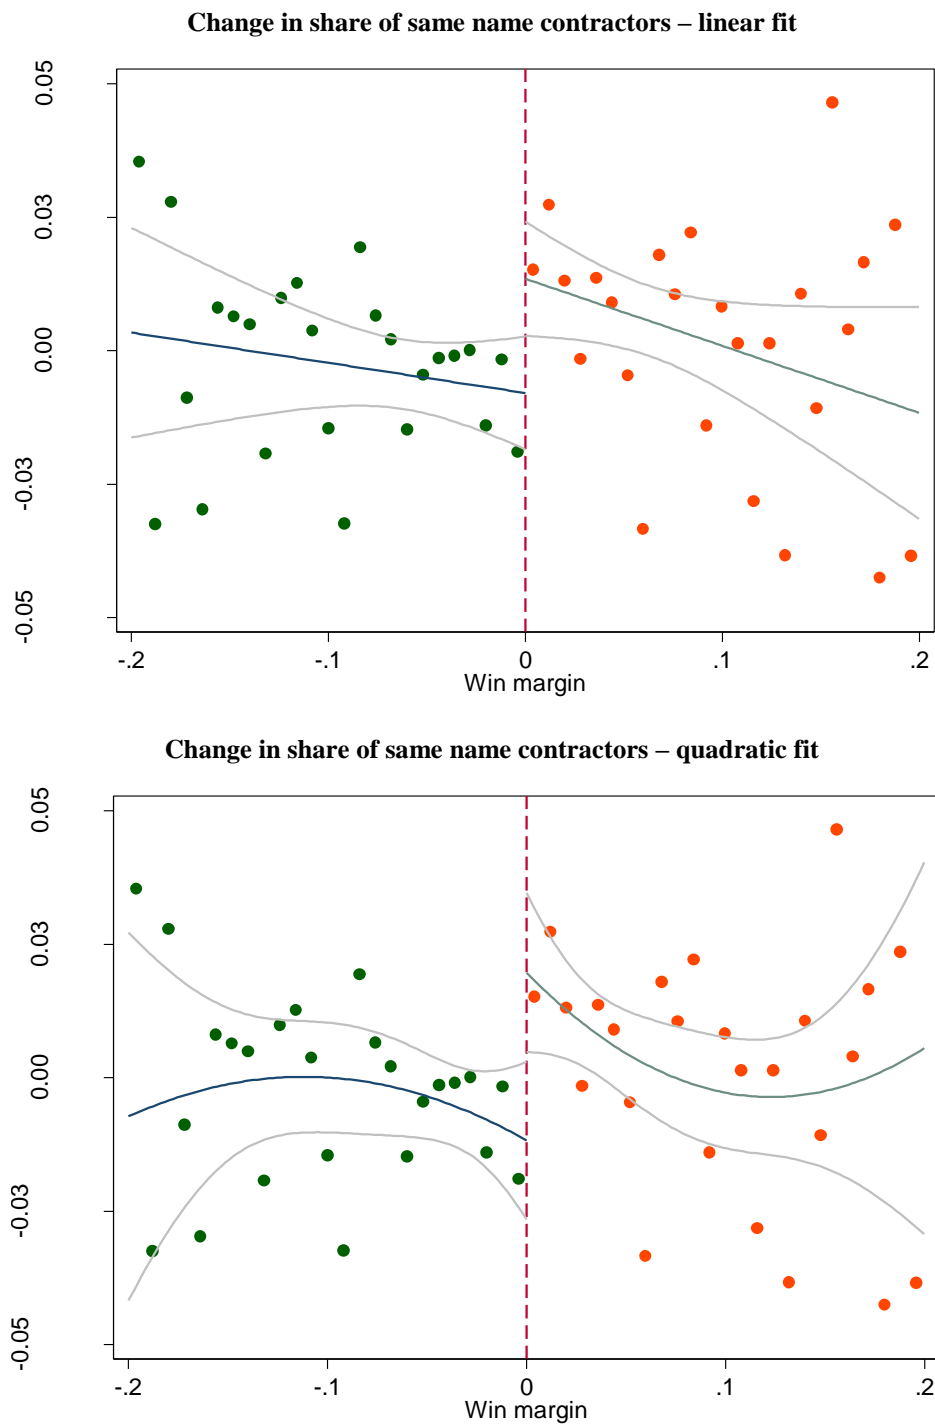 Change in share of same name contractors – linear fit
0.05
0.03
0.00
-0.03
-0.05
-.2 -.1 0 .1 .2
Win margin
Change in share of same name contractors – quadratic fit
0.05
0.03
0.00
-0.03
-0.05
-.2 -.1 0 .1 .2
Win margin